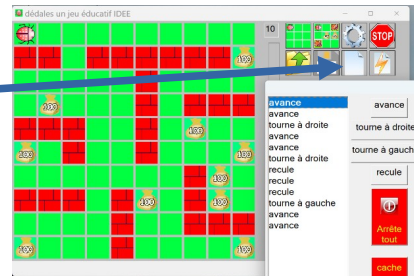 dédales un jeu éducatif IDEE
10
STOP
100
100
100
100
100
100
100
100
100
100
100
avance
avance
tourne à droite
avance
avance
tourne à droite
recule
recule
recule
tourne à gauche
avance
avance
avance
tourne à droite
tourne à gauch
recule
Arrête
tout
cache